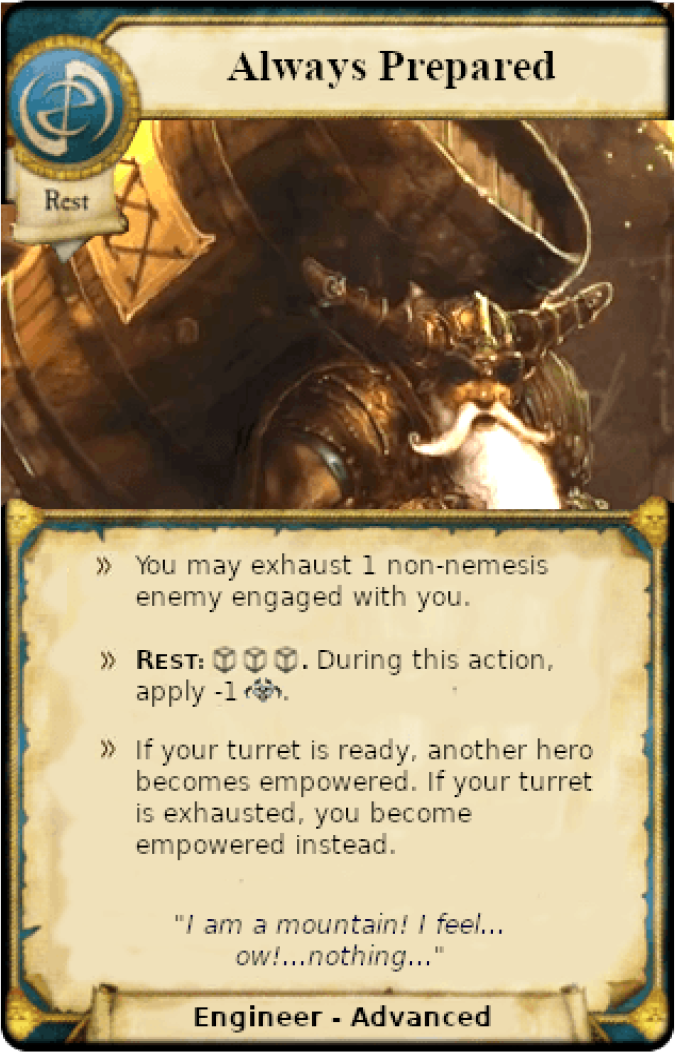 Always Prepared
Rest
» You may exhaust 1 non-nemesis
enemy engaged with you.
» REST: . During this action,
apply -1 .
» If your turret is ready, another hero
becomes empowered. If your turret
is exhausted, you become
empowered instead.
"I am a mountain! I feel...
ow!...nothing..."
Engineer - Advanced